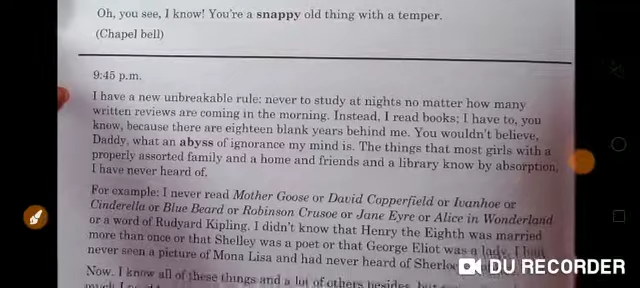 Oh, you see, I know! You're a snappy old thing with a temper.
(Chapel bell)
9:45 p.m.
I have a new unbreakable rule: never to study at nights no matter how many
written reviews are coming in the morning. Instead, I read books; I have to, you
know, because there are eighteen blank years behind me. You wouldn't believe,
Daddy, what an abyss of ignorance my mind is. The things that most girls with a
properly assorted family and a home and friends and a library know by absorption,
I have never heard of.
For example: I never read Mother Goose or David Copperfield or Ivanhoe or
Cinderella or Blue Beard or Robinson Crusoe or Jane Eyre or Alice in Wonderland
or a word of Rudyard Kipling. I didn't know that Henry the Eighth was married
more than once or that Shelley was a poet or that George Eliot was a lady. I had
never seen a picture of Mona Lisa and had never heard of
Now, I know all of these things and a lot of others besides, but
DU RECORDER